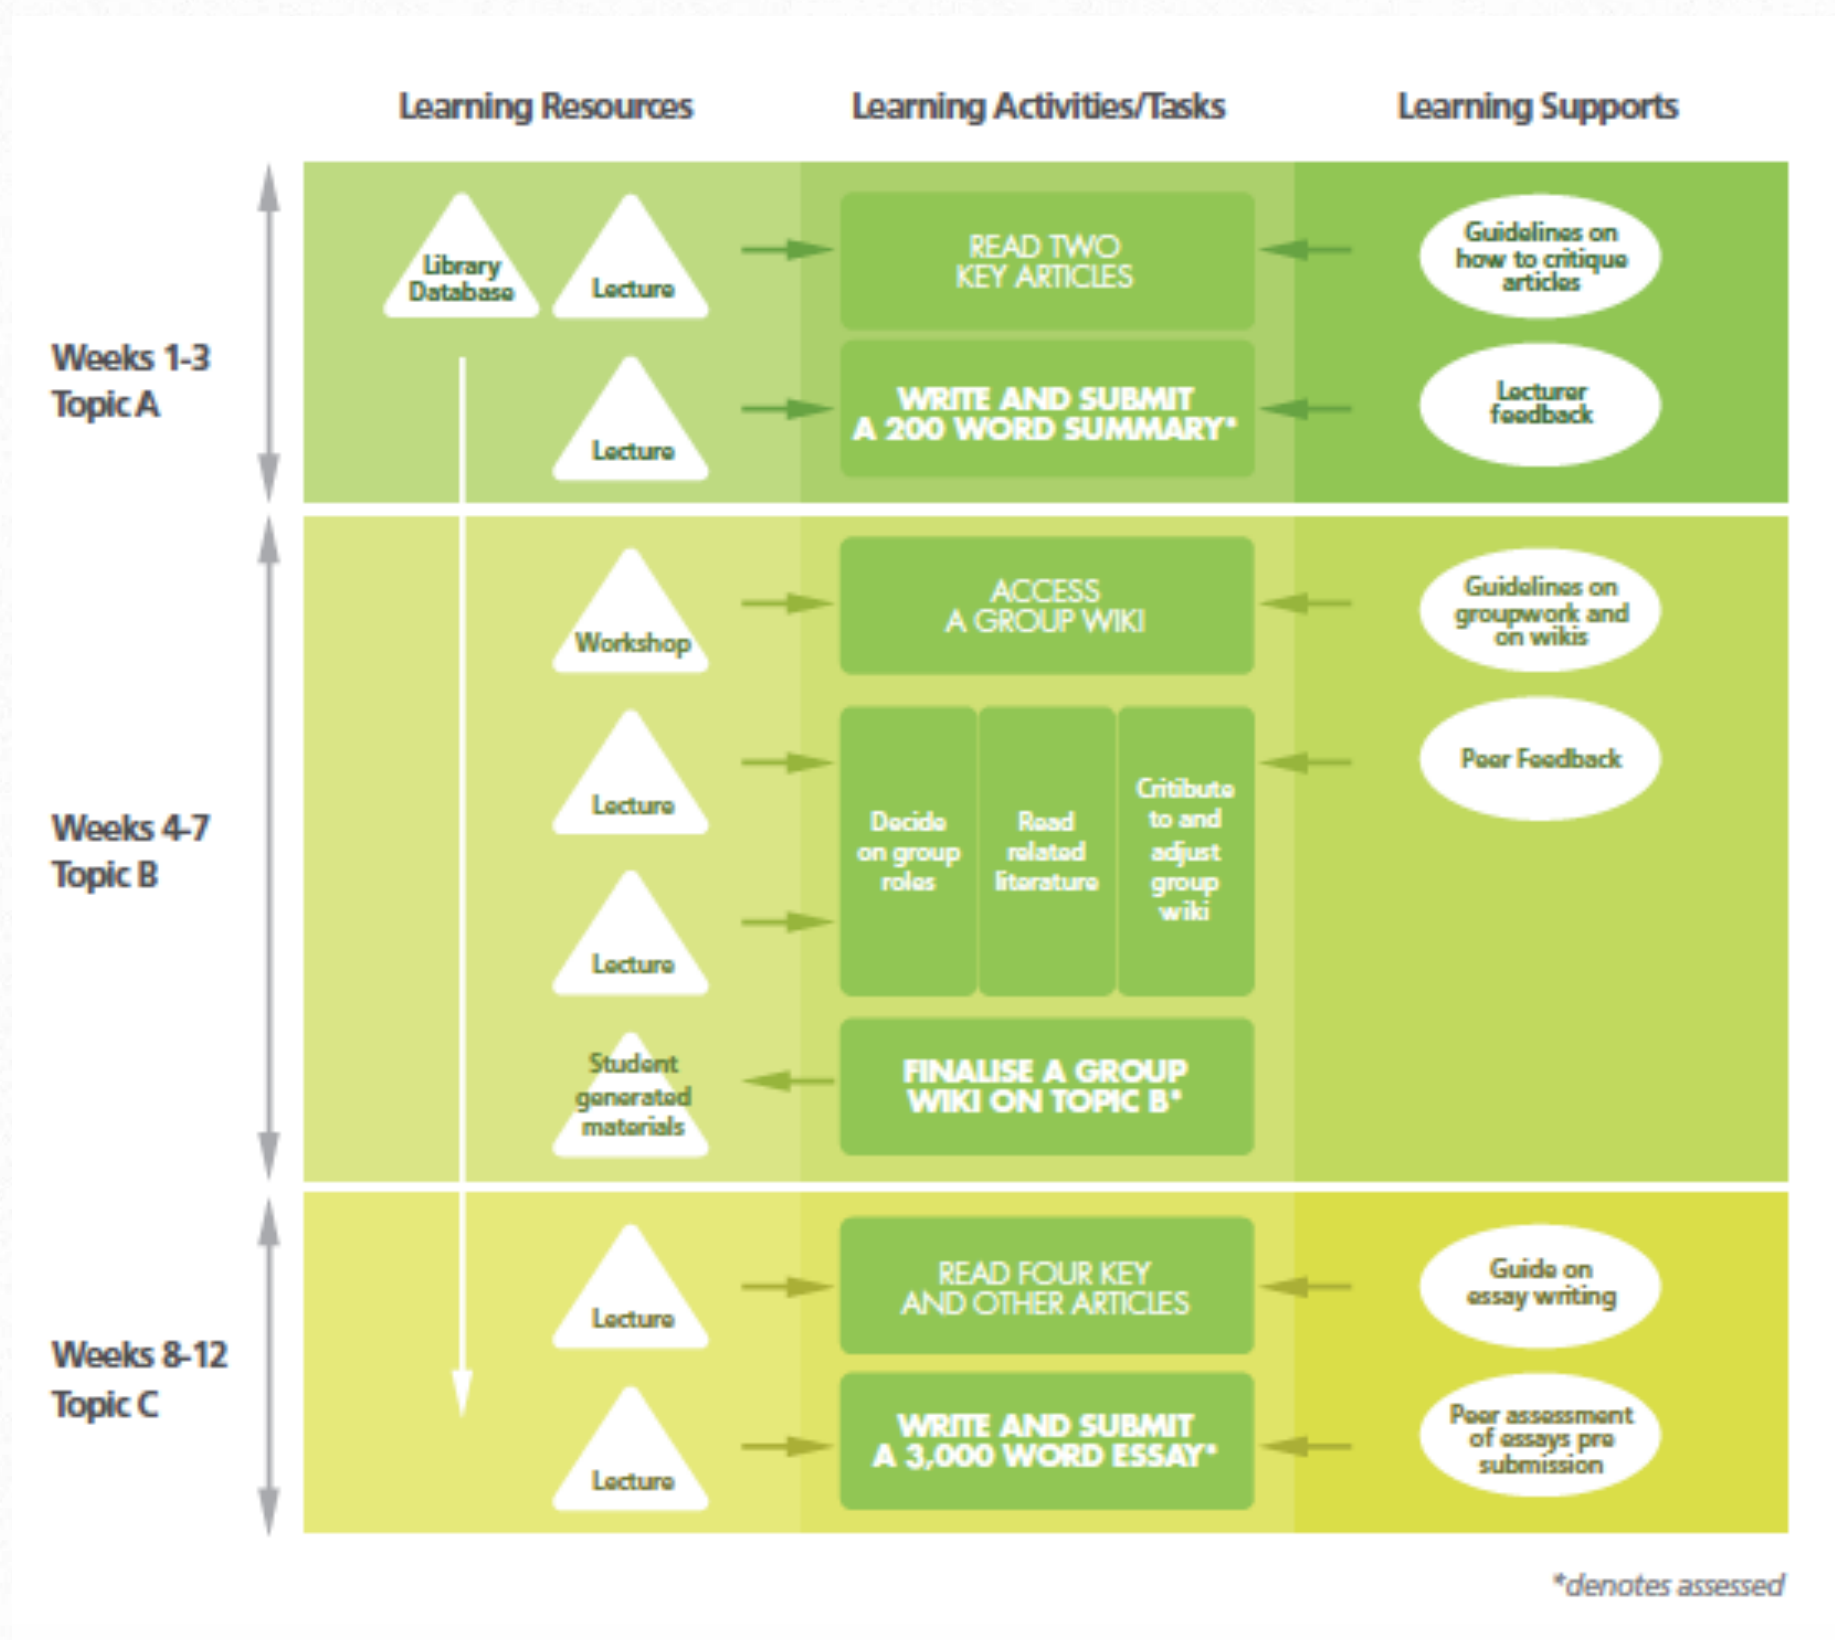 Learning Resources
Learning Activities/Tasks
Learning Supports
Weeks 1-3
Topic A
Library
Database
Lecture
READ TWO
KEY ARTICLES
Guidelines on
how to critique
articles
Lecture
WRITE AND SUBMIT
A 200 WORD SUMMARY*
Lecturer
feedback
Weeks 4-7
Topic B
Workshop
ACCESS
A GROUP WIKI
Guidelines on
groupwork and
on wikis
Lecture
Lecture
Decide
on group
roles
Read
related
literature
Critibute
to and
adjust
group
wiki
Peer Feedback
Student
generated
materials
FINALISE A GROUP
WIKI ON TOPIC B*
Weeks 8-12
Topic C
Lecture
READ FOUR KEY
AND OTHER ARTICLES
Guide on
essay writing
Lecture
WRITE AND SUBMIT
A 3,000 WORD ESSAY*
Peer assessment
of essays pre
submission
*denotes assessed